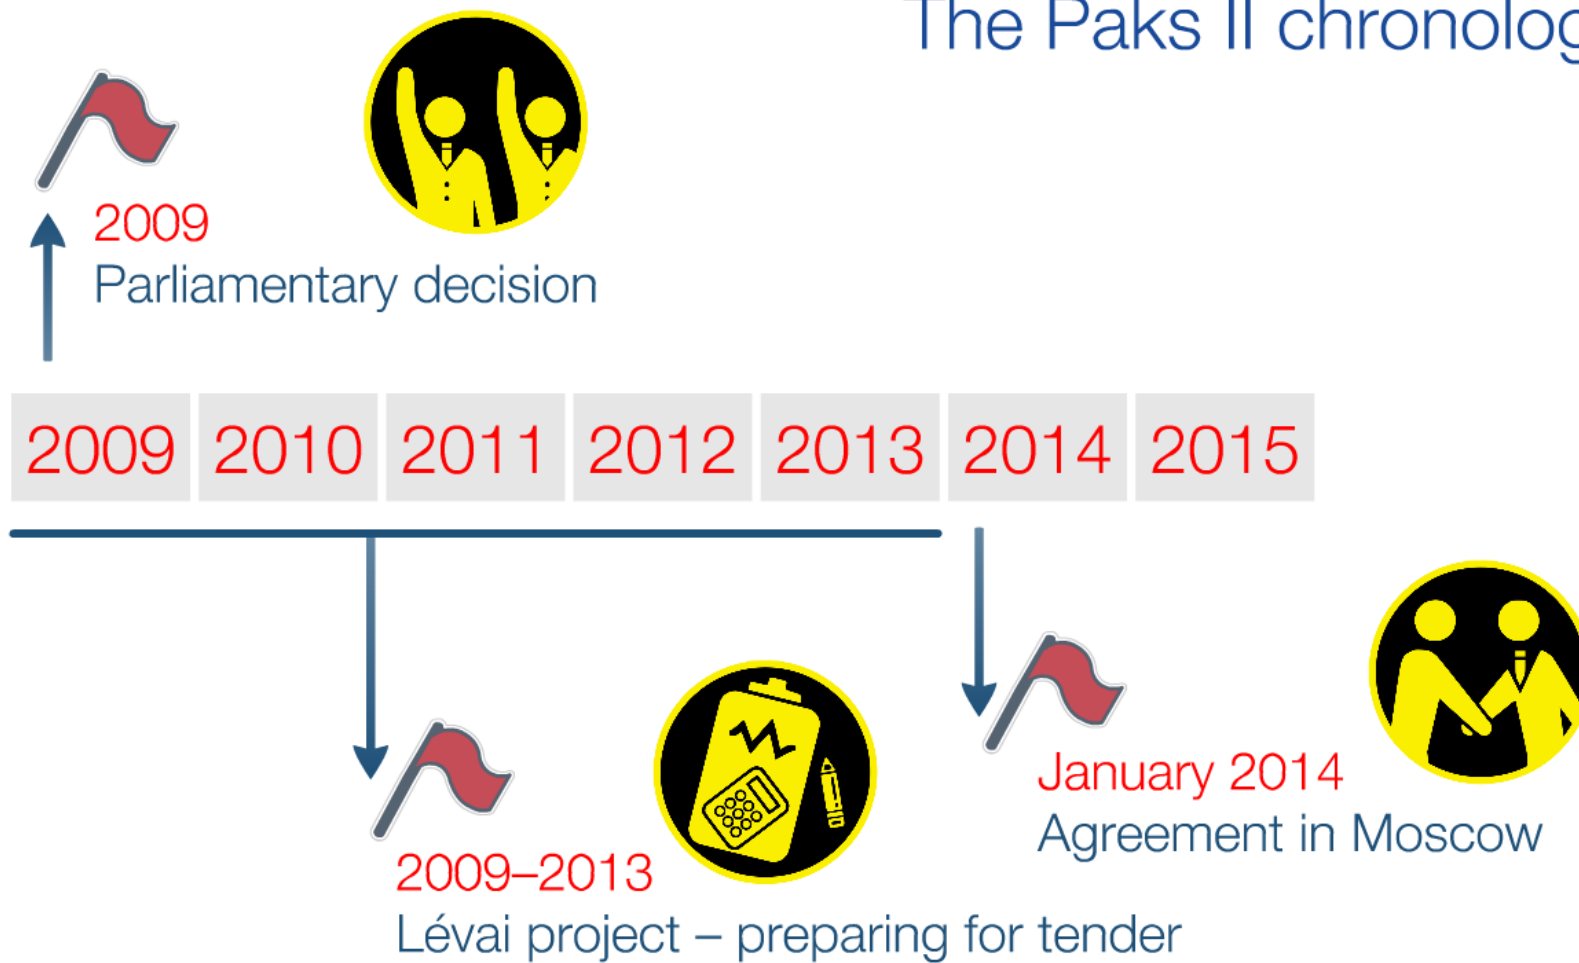 The Paks II chronolog
2009
Parliamentary decision
2009 2010 2011 2012 2013 2014 2015
January 2014
Agreement in Moscow
2009–2013
Lévai project – preparing for tender